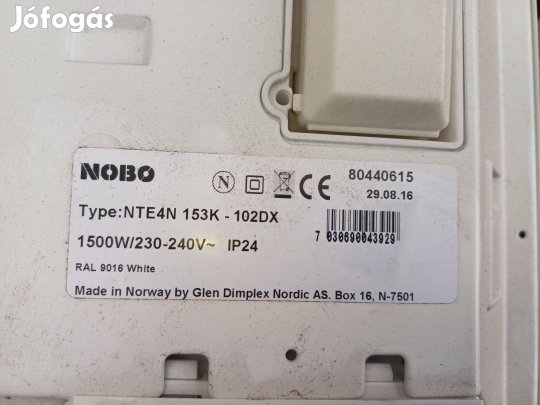 Jófogás
NOBO
N
CE
80440615
29.08.16
Type:NTE4N 153K - 102DX
1500W/230-240V~ IP24
7 030690043929
RAL 9016 White
Made in Norway by Glen Dimplex Nordic AS. Box 16, N-7501